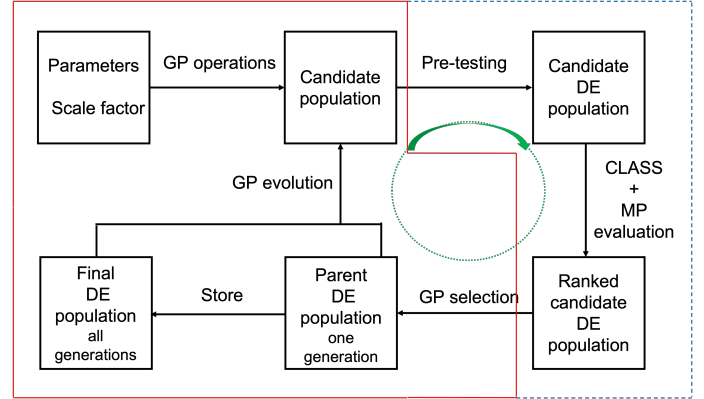 Parameters
Scale factor
GP operations
Candidate
population
Pre-testing
Candidate
DE
population
CLASS
+
MP
evaluation
GP evolution
Final
DE
population
all
generations
Store
Parent
DE
population
one
generation
GP selection
Ranked
candidate
DE
population